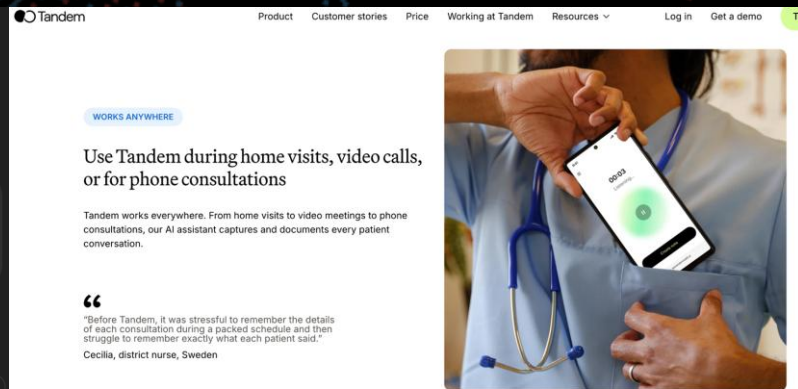 Tandem
Product Customer stories Price Working at Tandem Resources Log in Get a demo T
WORKS ANYWHERE
Use Tandem during home visits, video calls,
or for phone consultations
Tandem works everywhere. From home visits to video meetings to phone
consultations, our AI assistant captures and documents every patient
conversation.
“Before Tandem, it was stressful to remember the details
of each consultation during a packed schedule and then
struggle to remember exactly what each patient said.”
Cecilia, district nurse, Sweden
00:03
Listening...